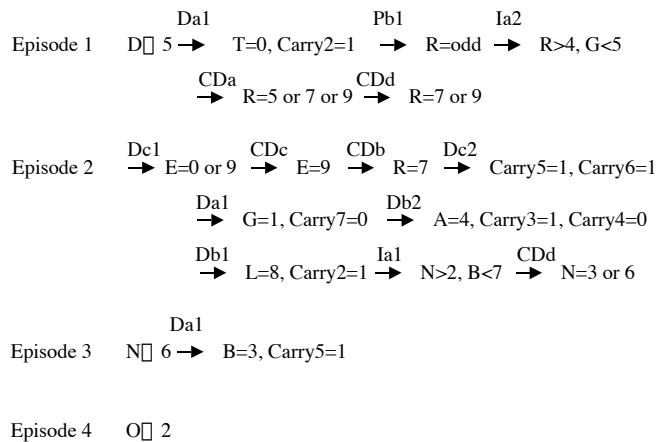 Da1 Pb1 Ia2
Episode 1 D▯ 5 → T=0, Carry2=1 → R=odd → R>4, G<5
CDa CDd
→ R=5 or 7 or 9 → R=7 or 9
Dc1 CDc CDb Dc2
Episode 2 → E=0 or 9 → E=9 → R=7 → Carry5=1, Carry6=1
Da1 Db2
→ G=1, Carry7=0 → A=4, Carry3=1, Carry4=0
Db1 Ia1 CDd
→ L=8, Carry2=1 → N>2, B<7 → N=3 or 6
Da1
Episode 3 N▯ 6 → B=3, Carry5=1
Episode 4 O▯ 2